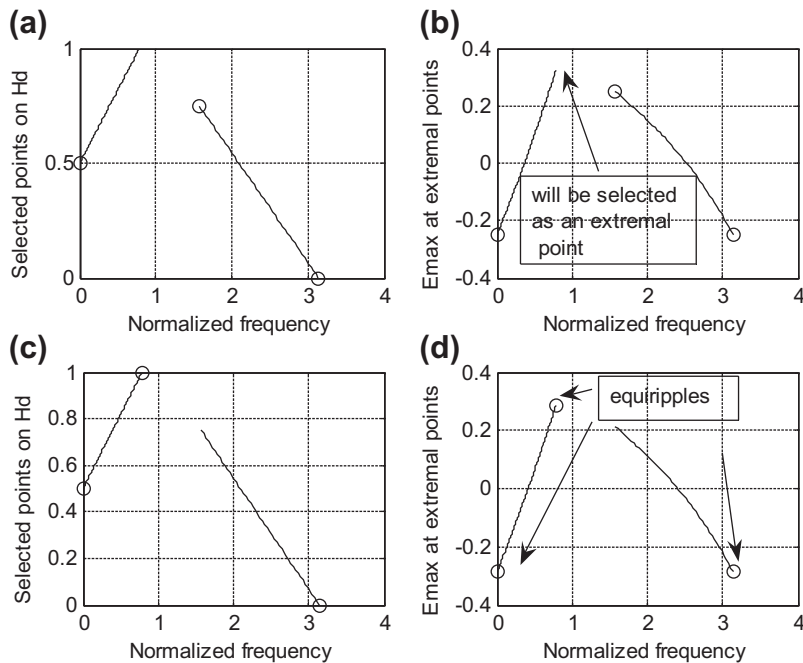 (a)
Selected points on Hd
1
0.5
0
0 1 2 3 4
Normalized frequency
(b)
Emax at extremal points
0.4
0.2
0
-0.2
-0.4
will be selected
as an extremal
point
0 1 2 3 4
Normalized frequency
(c)
Selected points on Hd
1
0.8
0.6
0.4
0.2
0
0 1 2 3 4
Normalized frequency
(d)
Emax at extremal points
0.4
0.2
0
-0.2
-0.4
equiripples
0 1 2 3 4
Normalized frequency